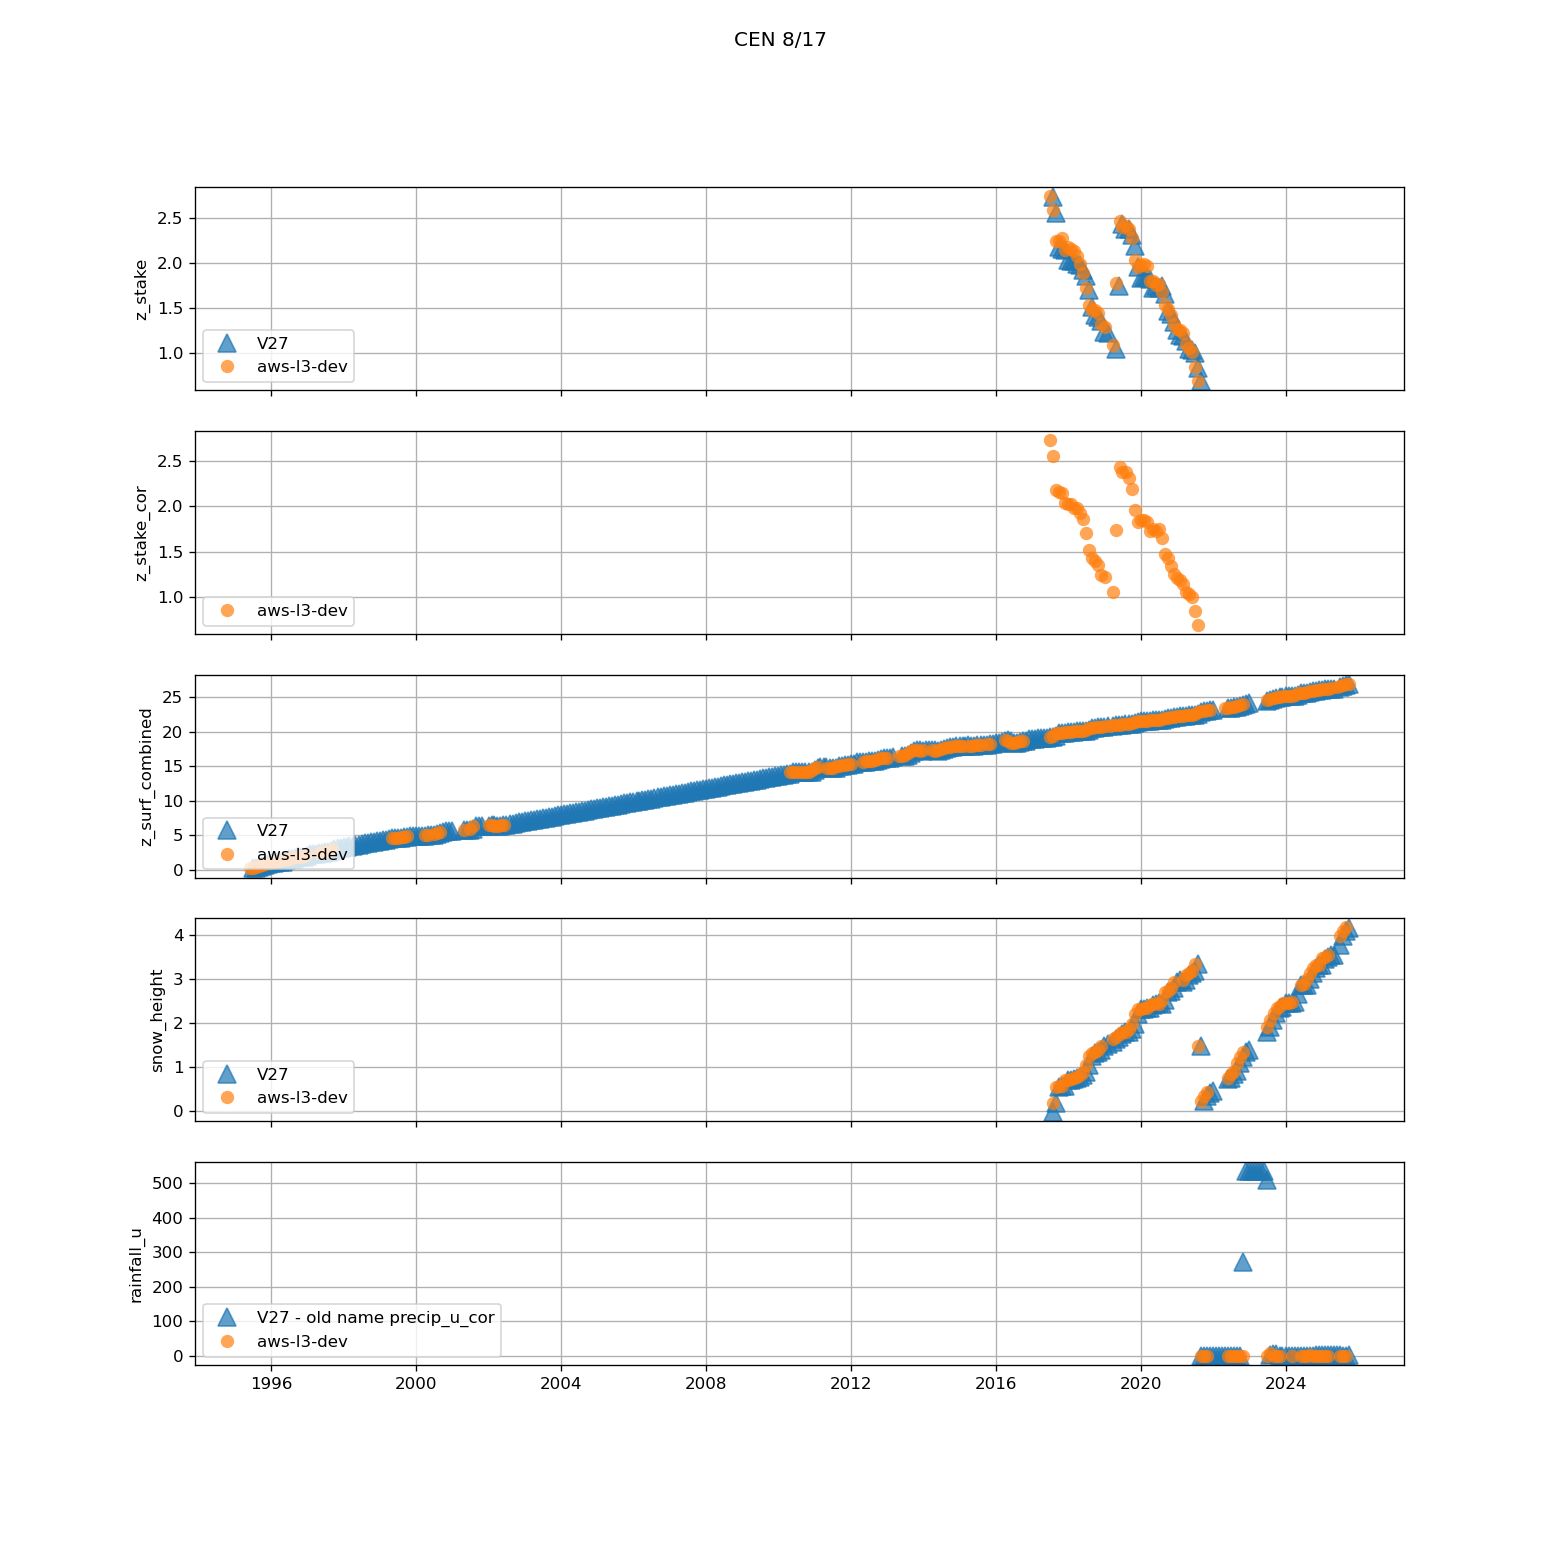 CEN 8/17
z_stake
2.5
2.0
1.5
1.0
V27
aws-l3-dev
z_stake_cor
2.5
2.0
1.5
1.0
aws-l3-dev
z_surf_combined
25
20
15
10
5
0
V27
aws-l3-dev
snow_height
4
3
2
1
0
V27
aws-l3-dev
rainfall_u
500
400
300
200
100
0
V27 - old name precip_u_cor
aws-l3-dev
1996 2000 2004 2008 2012 2016 2020 2024